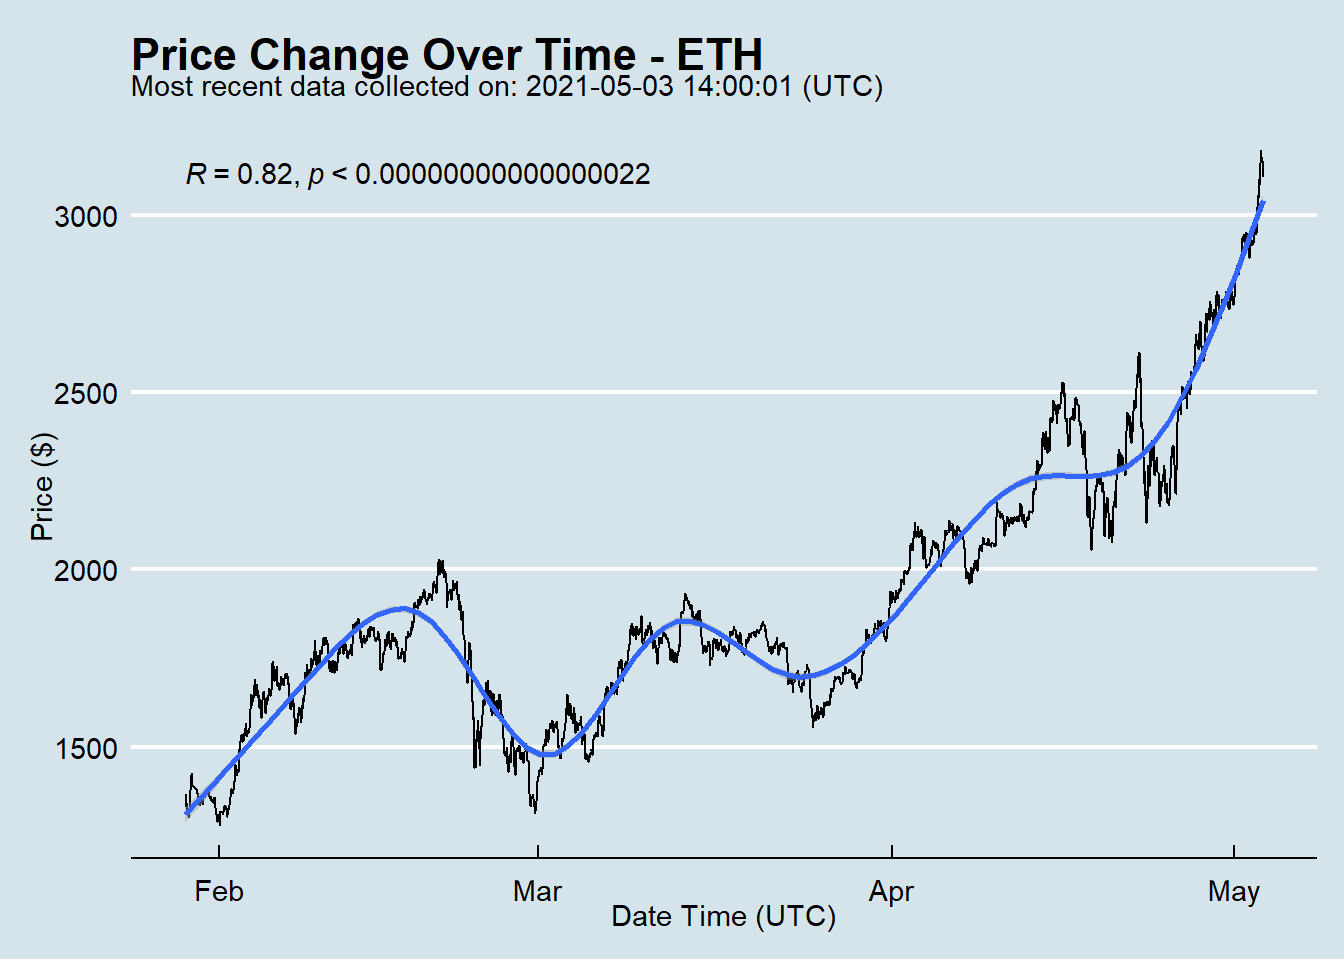 Price Change Over Time - ETH
Most recent data collected on: 2021-05-03 14:00:01 (UTC)
R = 0.82, p < 0.00000000000000022
3000
2500
2000
1500
Price ($)
Feb
Mar
Apr
May
Date Time (UTC)